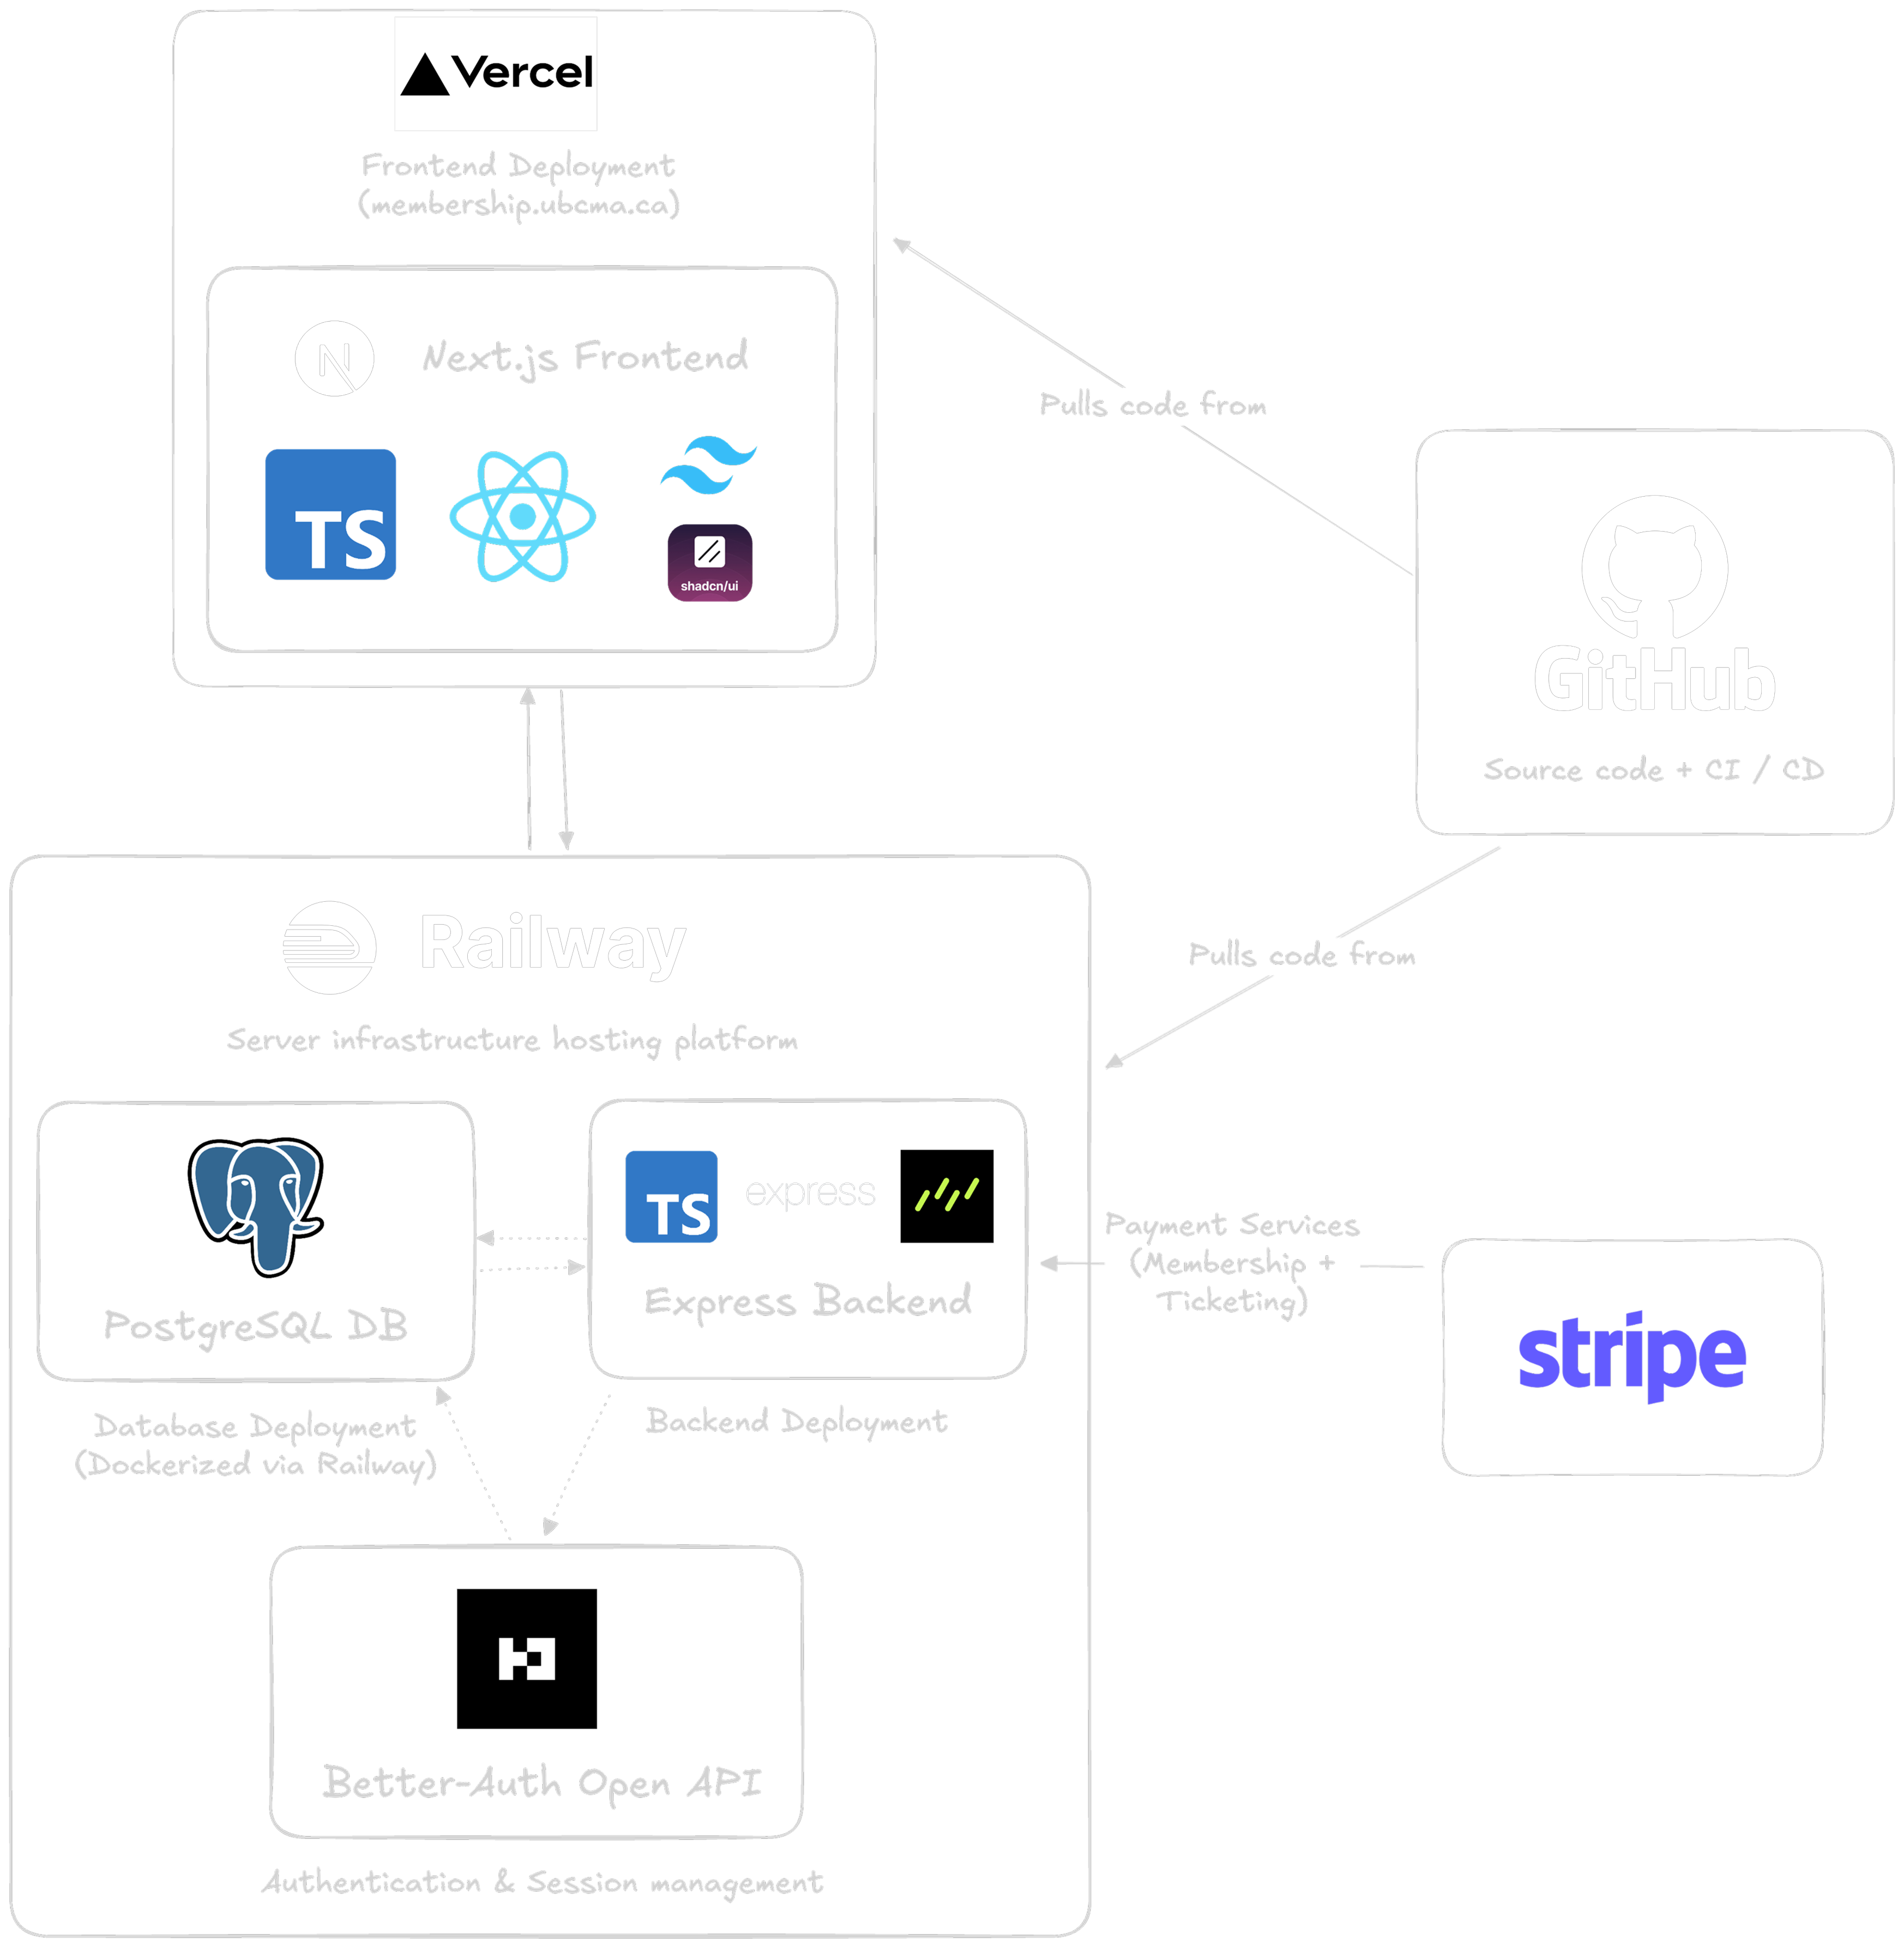 Vercel
Frontend Deployment
(membership.ubcma.ca)
N
Next.js Frontend
TS
shadcn/ui
Pulls code from
GitHub
Source code + CI / CD
Railway
Server infrastructure hosting platform
Pulls code from
PostgreSQL DB
TS
express
Express Backend
Payment Services
(Membership +
Ticketing)
stripe
Database Deployment
(Dockerized via Railway)
Backend Deployment
Better-Auth Open API
Authentication & Session management